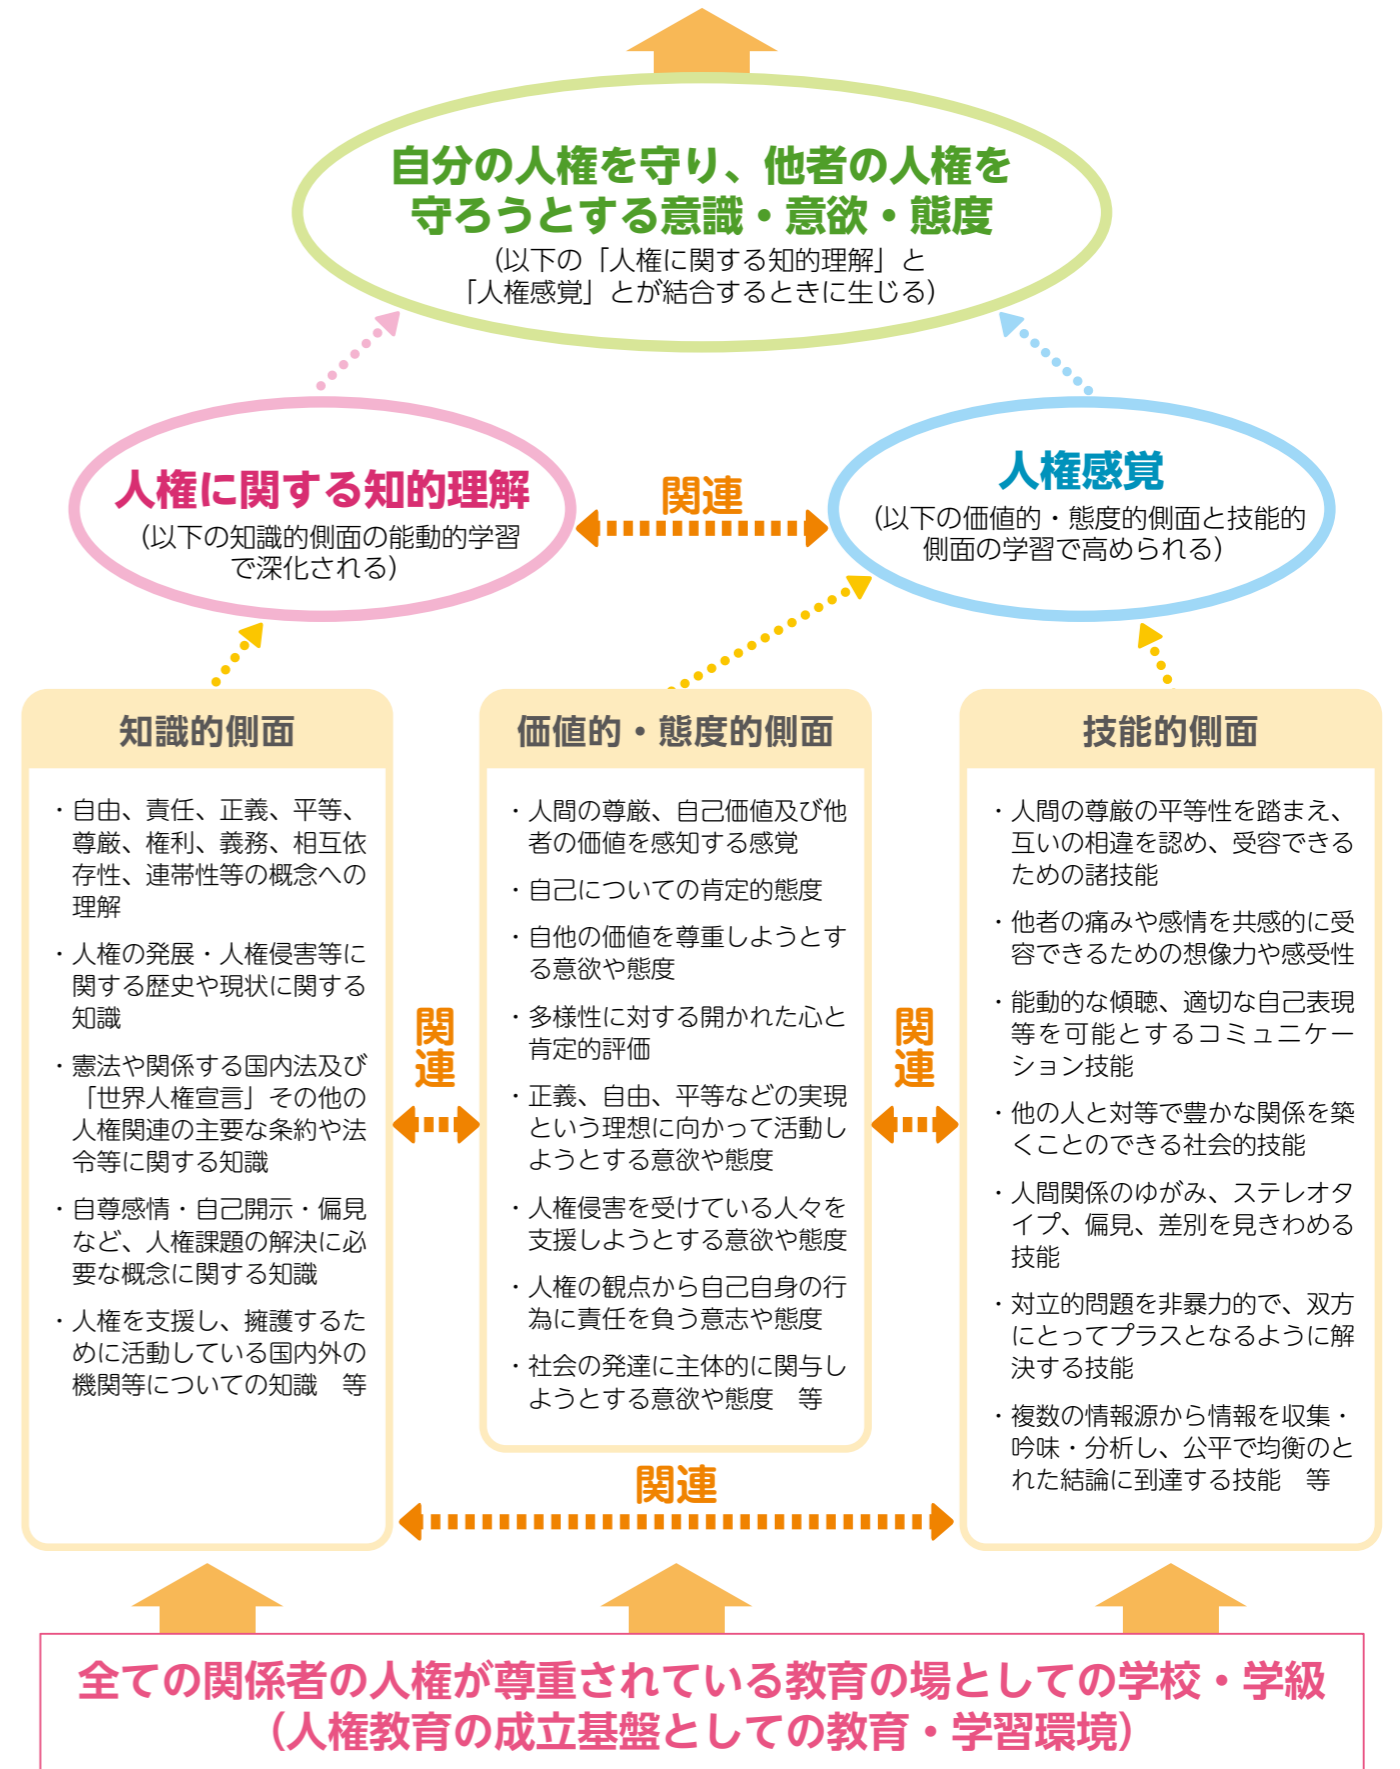 自分の人権を守り、他者の人権を
守ろうとする意識・意欲・態度
（以下の「人権に関する知的理解」と
「人権感覚」とが結合するときに生じる）
人権に関する知的理解
（以下の知識的側面の能動的学習
で深化される）
関連
人権感覚
（以下の価値的・態度的側面と技能的
側面の学習で高められる）
知識的側面
・自由、責任、正義、平等、
尊厳、権利、義務、相互依
存性、連帯性等の概念への
理解
・人権の発展・人権侵害等に
関する歴史や現状に関する
知識
・憲法や関係する国内法及び
「世界人権宣言」その他の
人権関連の主要な条約や法
令等に関する知識
・自尊感情・自己開示・偏見
など、人権課題の解決に必
要な概念に関する知識
・人権を支援し、擁護するた
めに活動している国内外の
機関等についての知識　等
関連
価値的・態度的側面
・人間の尊厳、自己価値及び他
者の価値を感知する感覚
・自己についての肯定的態度
・自他の価値を尊重しようとす
る意欲や態度
・多様性に対する開かれた心と
肯定的評価
・正義、自由、平等などの実現
という理想に向かって活動し
ようとする意欲や態度
・人権侵害を受けている人々を
支援しようとする意欲や態度
・人権の観点から自己自身の行
為に責任を負う意志や態度
・社会の発達に主体的に関与し
ようとする意欲や態度　等
関連
技能的側面
・人間の尊厳の平等性を踏まえ、
互いの相違を認め、受容できる
ための諸技能
・他者の痛みや感情を共感的に受
容できるための想像力や感受性
・能動的な傾聴、適切な自己表現
等を可能とするコミュニケー
ション技能
・他の人と対等で豊かな関係を築
くことのできる社会的技能
・人間関係のゆがみ、ステレオタ
イプ、偏見、差別を見きわめる
技能
・対立的問題を非暴力的で、双方
にとってプラスとなるように解
決する技能
・複数の情報源から情報を収集・
吟味・分析し、公平で均衡のと
れた結論に到達する技能　等
関連
全ての関係者の人権が尊重されている教育の場としての学校・学級
（人権教育の成立基盤としての教育・学習環境）